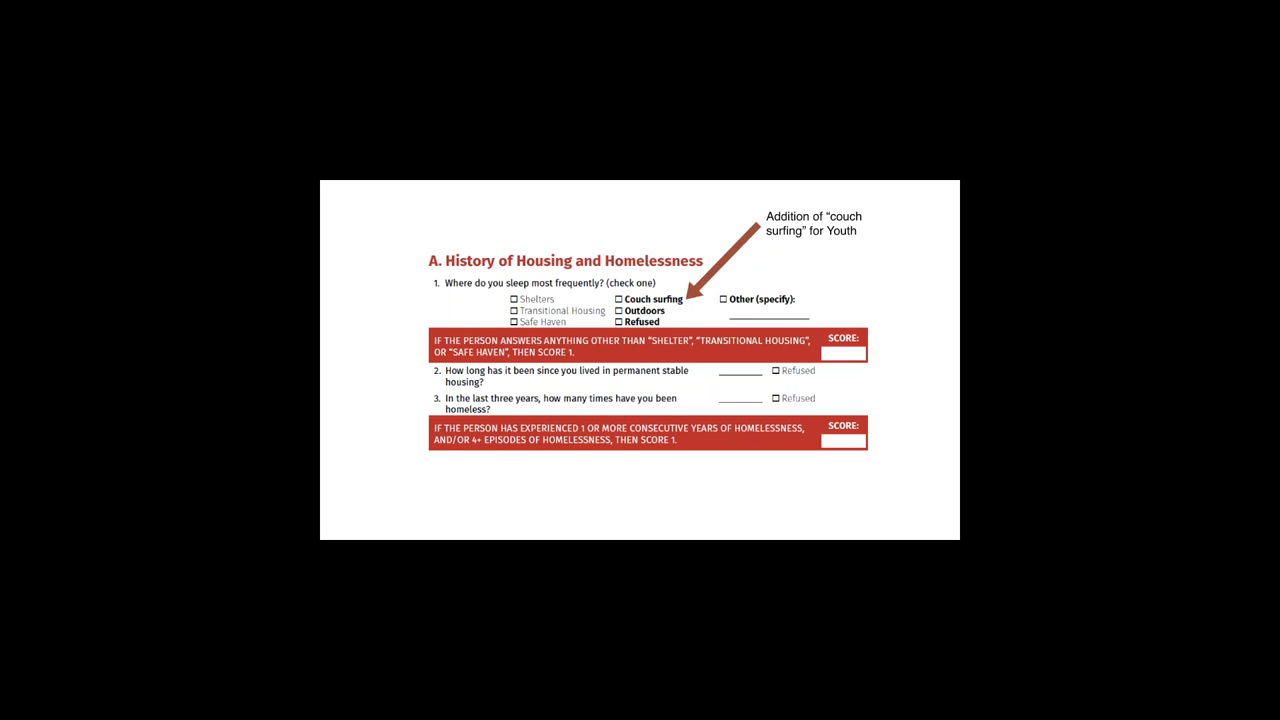 Addition of “couch
surfing” for Youth
A. History of Housing and Homelessness
1. Where do you sleep most frequently? (check one)
☐ Shelters ☐ Couch surfing ☐ Other (specify):
☐ Transitional Housing ☐ Outdoors __________
☐ Safe Haven ☐ Refused
IF THE PERSON ANSWERS ANYTHING OTHER THAN “SHELTER”, “TRANSITIONAL HOUSING”, SCORE:
OR “SAFE HAVEN”, THEN SCORE 1.
2. How long has it been since you lived in permanent stable ______ ☐ Refused
housing?
3. In the last three years, how many times have you been ______ ☐ Refused
homeless?
IF THE PERSON HAS EXPERIENCED 1 OR MORE CONSECUTIVE YEARS OF HOMELESSNESS, SCORE:
AND/OR 4+ EPISODES OF HOMELESSNESS, THEN SCORE 1.